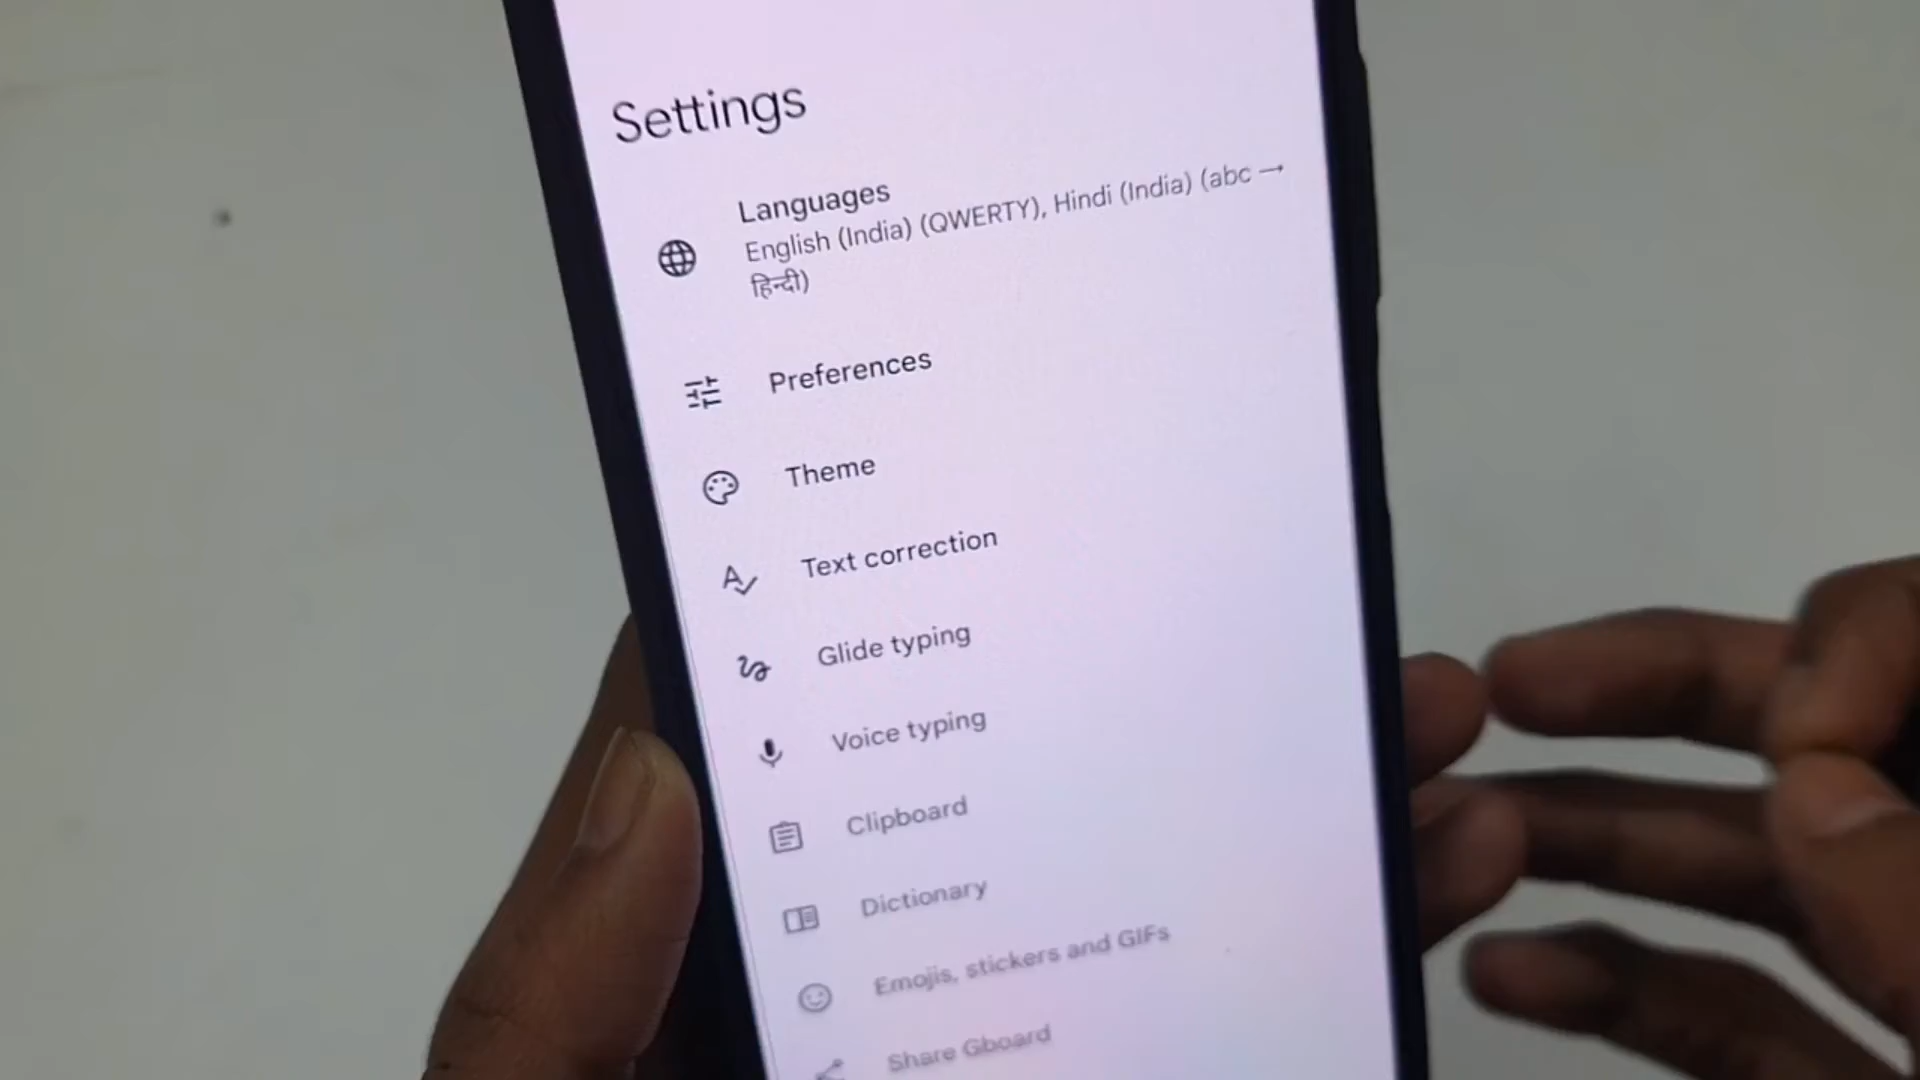 Settings
Languages
English (India) (QWERTY), Hindi (India) (abc →
हिन्दी)
Preferences
Theme
Text correction
Glide typing
Voice typing
Clipboard
Dictionary
Emojis, stickers and GIFs
Share Gboard